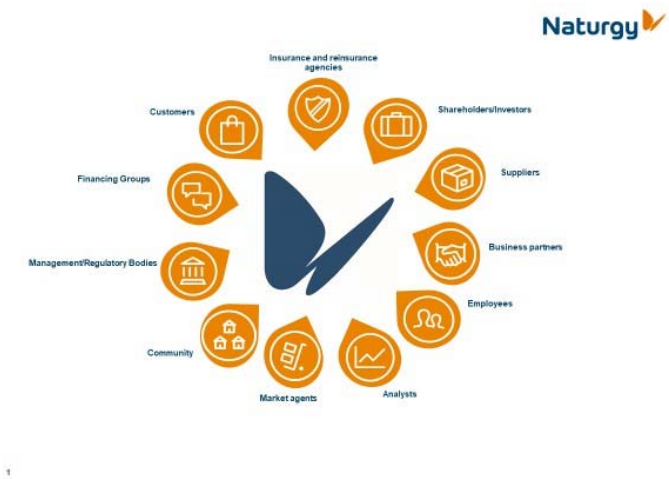 Naturgy
Insurance and reinsurance
agencies
Customers
Shareholders/Investors
Financing Groups
Suppliers
Management/Regulatory Bodies
Business partners
Employees
Community
Market agents
Analysts
1